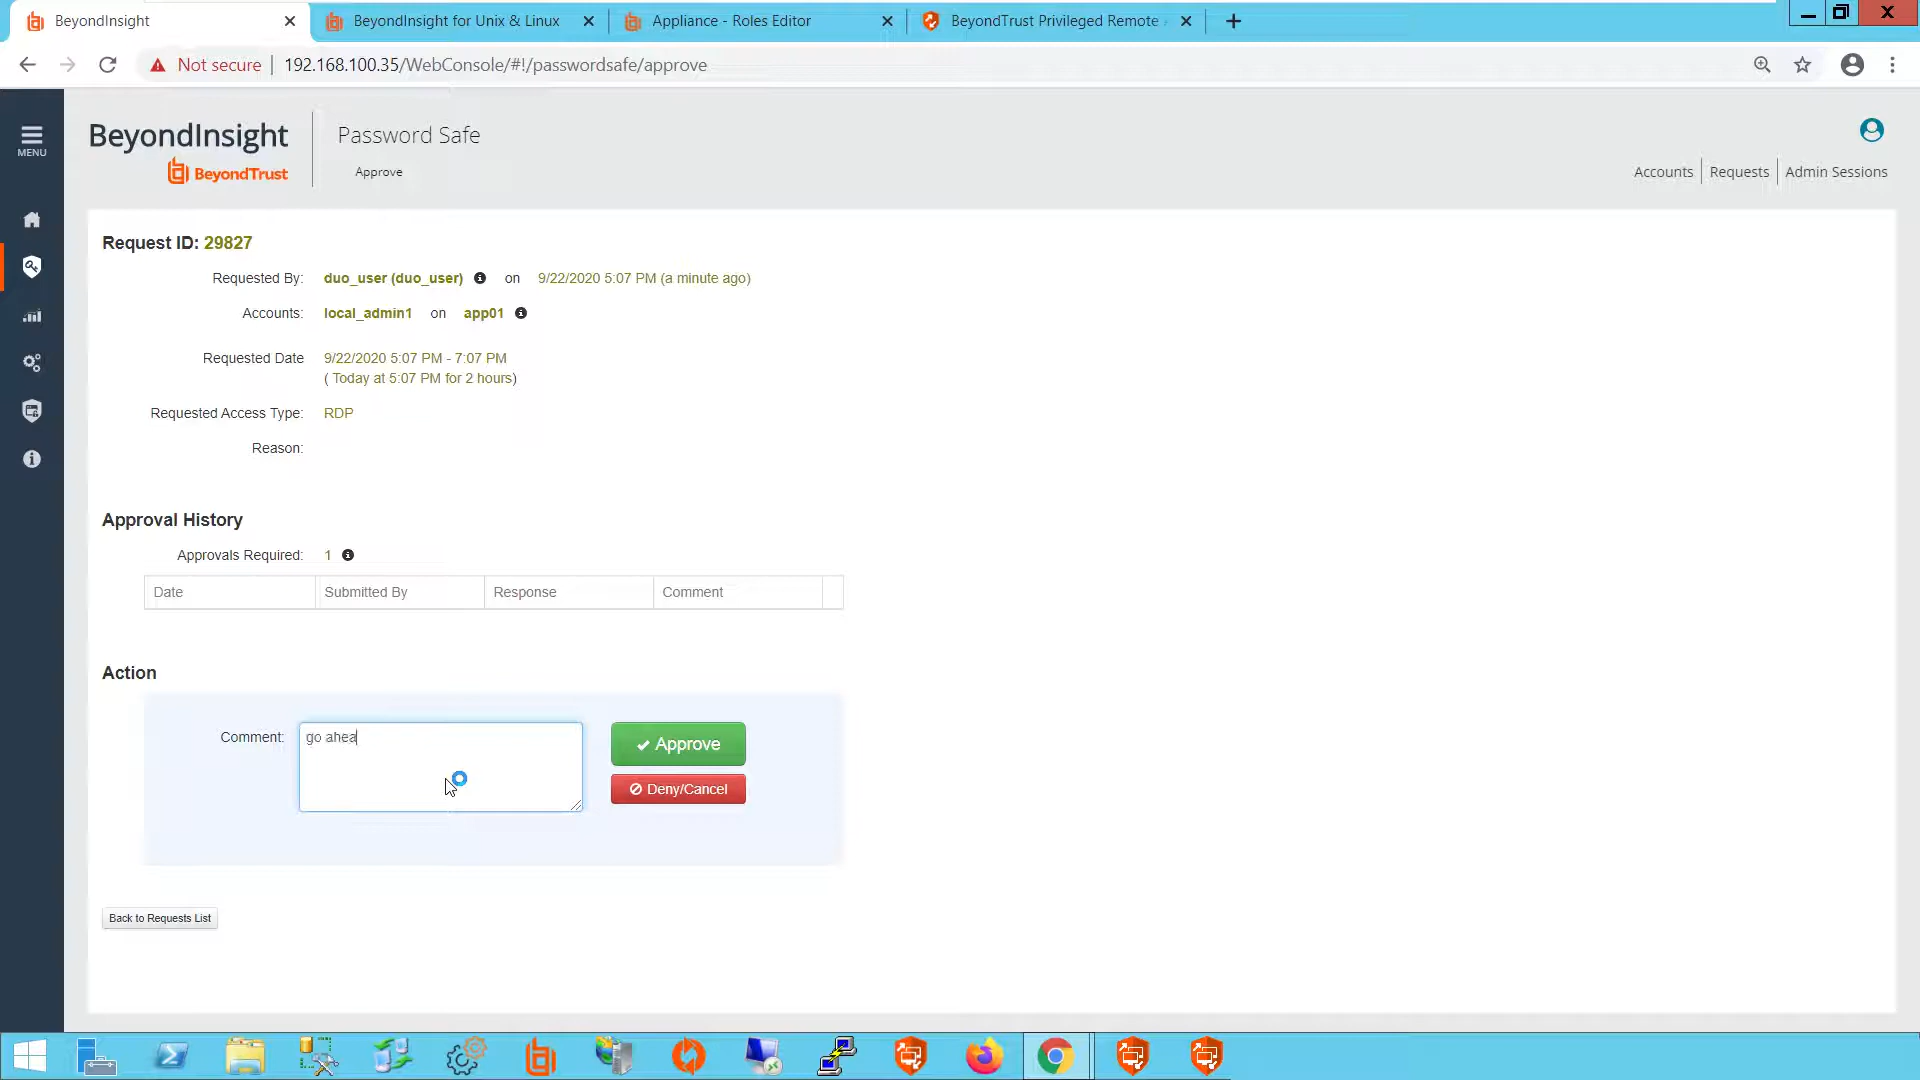 BeyondInsight
BeyondInsight for Unix & Linux
Appliance - Roles Editor
BeyondTrust Privileged Remote
Not secure
192.168.100.35/WebConsole/#!/passwordsafe/approve
MENU
BeyondInsight
BeyondTrust
Password Safe
Approve
Accounts
Requests
Admin Sessions
Request ID: 29827
Requested By: duo_user (duo_user) on 9/22/2020 5:07 PM (a minute ago)
Accounts: local_admin1 on app01
Requested Date 9/22/2020 5:07 PM - 7:07 PM
( Today at 5:07 PM for 2 hours)
Requested Access Type: RDP
Reason:
Approval History
Approvals Required: 1
Date Submitted By Response Comment
Action
Comment: go ahea
Approve
Deny/Cancel
Back to Requests List